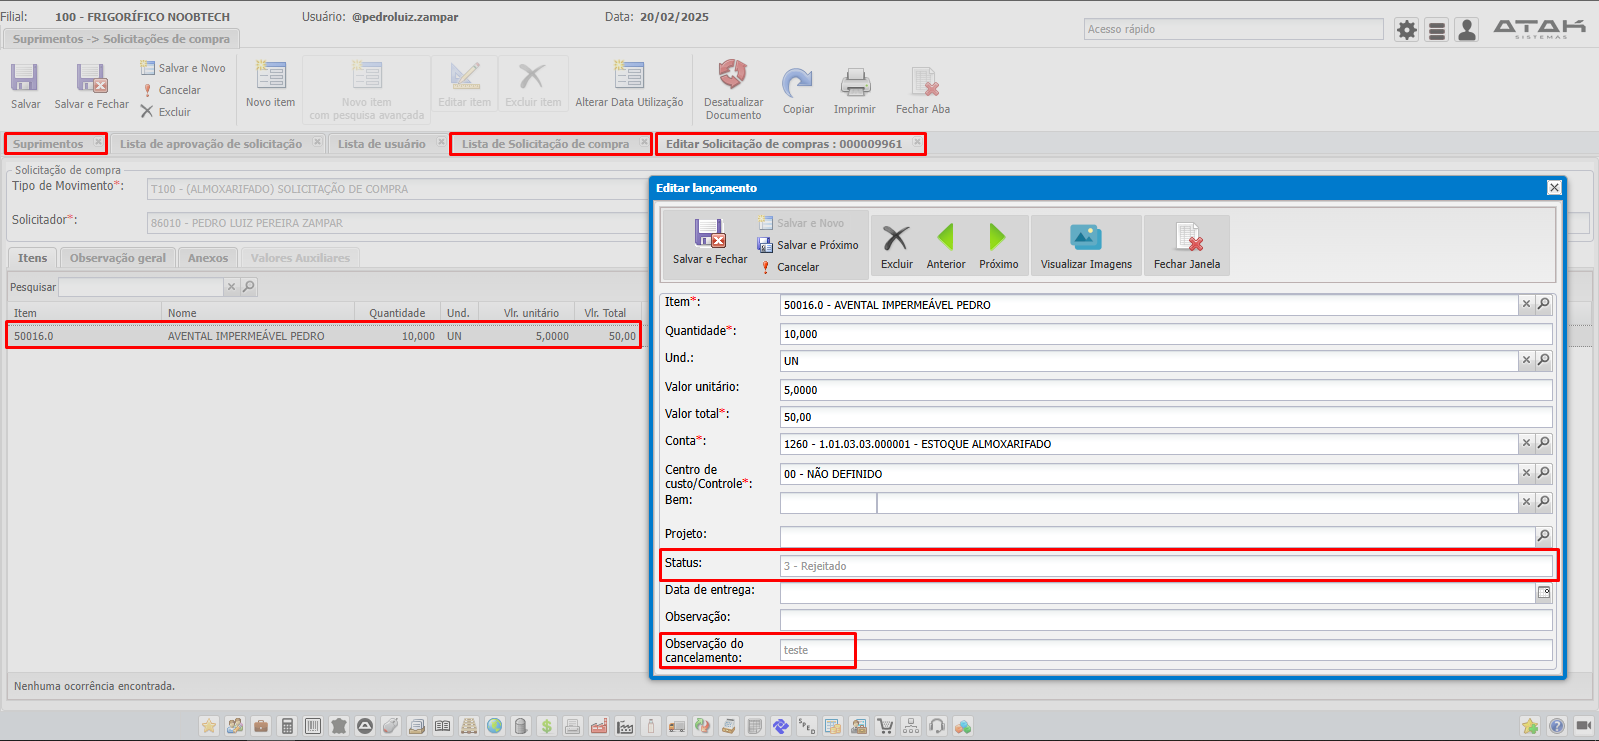 Filial: 100 - FRIGORÍFICO NOOBTECH Usuário: @pedroluiz.zampar Data: 20/02/2025
Acesso rápido
ATAK
SISTEMAS
Suprimentos -> Solicitações de compra
Salvar
Salvar e Fechar
Salvar e Novo
Cancelar
Excluir
Novo item
Novo item
com pesquisa avançada
Editar item
Excluir item
Alterar Data Utilização
Desatualizar
Documento
Copiar
Imprimir
Fechar Aba
Suprimentos
Lista de aprovação de solicitação
Lista de usuário
Lista de Solicitação de compra
Editar Solicitação de compras : 000009961
Solicitação de compra
Tipo de Movimento*: T100 - (ALMOXARIFADO) SOLICITAÇÃO DE COMPRA
Solicitador*: 86010 - PEDRO LUIZ PEREIRA ZAMPAR
Itens
Observação geral
Anexos
Valores Auxiliares
Pesquisar
Item Nome Quantidade Und. Vlr. unitário Vlr. Total
50016.0 AVENTAL IMPERMEÁVEL PEDRO 10,000 UN 5,0000 50,00
Nenhuma ocorrência encontrada.
Editar lançamento
Salvar e Fechar
Salvar e Novo
Salvar e Próximo
Cancelar
Excluir
Anterior
Próximo
Visualizar Imagens
Fechar Janela
Item*: 50016.0 - AVENTAL IMPERMEÁVEL PEDRO
Quantidade*: 10,000
Und.: UN
Valor unitário: 5,0000
Valor total*: 50,00
Conta*: 1260 - 1.01.03.03.000001 - ESTOQUE ALMOXARIFADO
Centro de
custo/Controle*: 00 - NÃO DEFINIDO
Bem:
Projeto:
Status: 3 - Rejeitado
Data de entrega:
Observação:
Observação do
cancelamento: teste